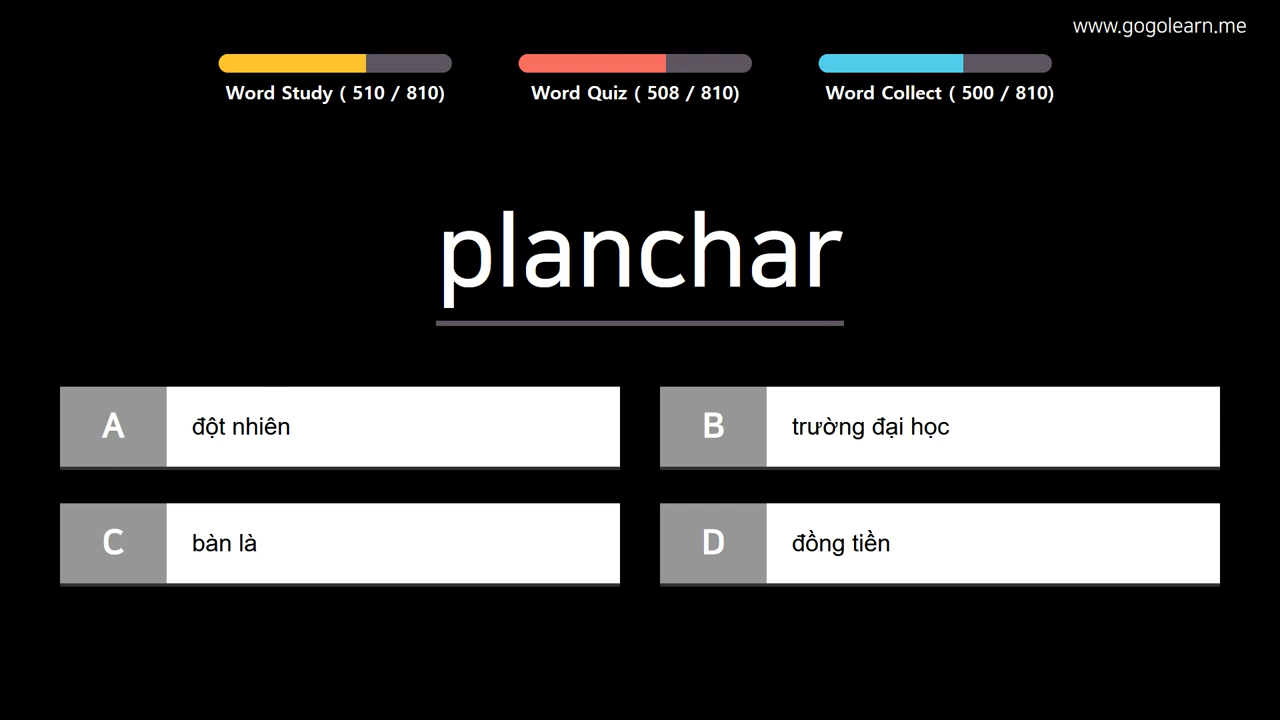 www.gogolearn.me
Word Study ( 510 / 810)
Word Quiz ( 508 / 810)
Word Collect ( 500 / 810)
planchar
A đột nhiên
B trường đại học
C bàn là
D đồng tiền